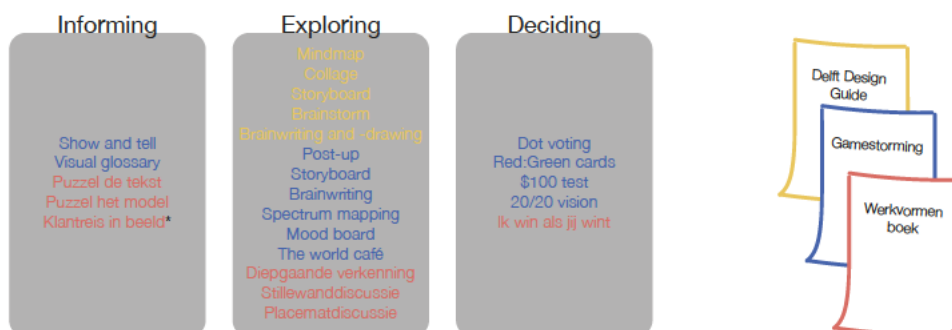 Informing
Show and tell
Visual glossary
Puzzel de tekst
Puzzel het model
Klantreis in beeld*
Exploring
Mindmap
Collage
Storyboard
Brainstorm
Brainwriting and -drawing
Post-up
Storyboard
Brainwriting
Spectrum mapping
Mood board
The world café
Diepgaande verkenning
Stillewanddiscussie
Placematdiscussie
Deciding
Dot voting
Red:Green cards
$100 test
20/20 vision
Ik win als jij wint
Delft Design
Guide
Gamestorming
Werkvormen
boek